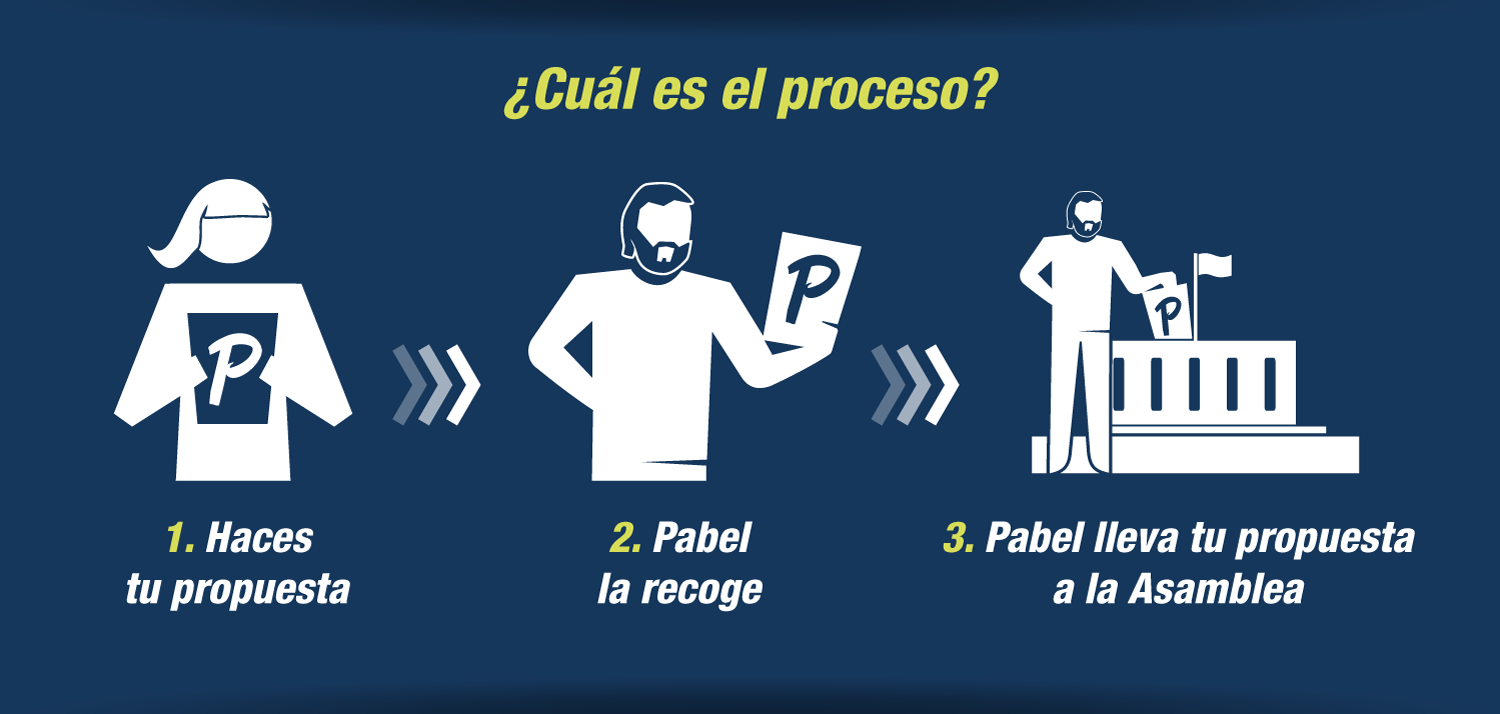 ¿Cuál es el proceso?
P
P
P
1. Haces
tu propuesta
2. Pabel
la recoge
3. Pabel lleva tu propuesta
a la Asamblea